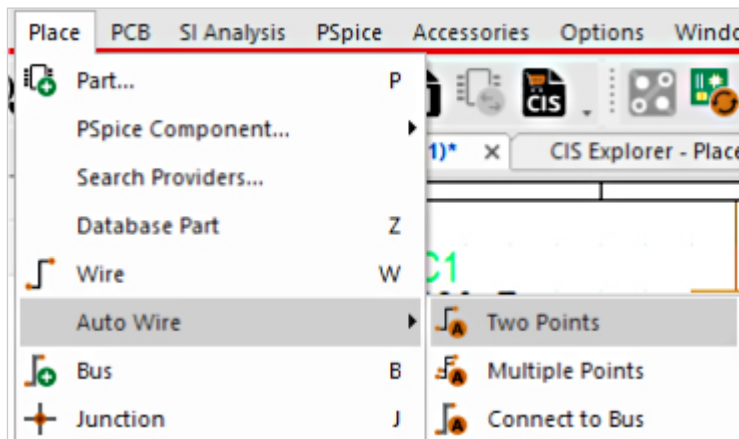 Place PCB SI Analysis PSpice Accessories Options Windo
Part... P
CIS
PSpice Component...
1)* × CIS Explorer - Place
Search Providers...
Database Part Z
C1
Wire W
Auto Wire
Two Points
Bus B
Multiple Points
Junction J
Connect to Bus